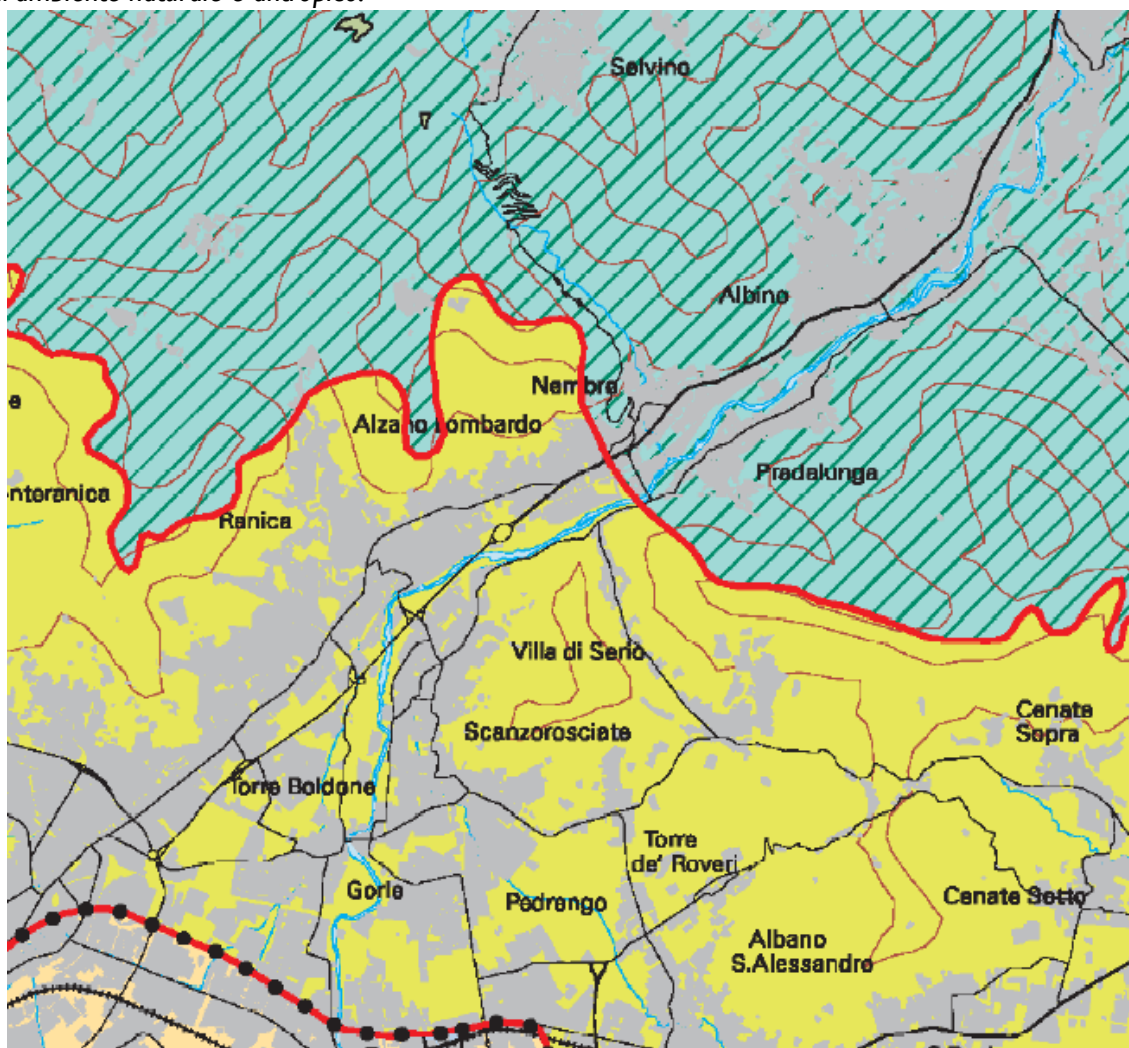 Selvino
Albino
Nembro
Alzano Lombardo
Pradalunga
Ranica
Villa di Serio
Scanzorosciate
Cenate
Sopra
Torre Boldone
Torre
de' Roveri
Gorle
Pedrengo
Cenate Sotto
Albano
S.Alessandro